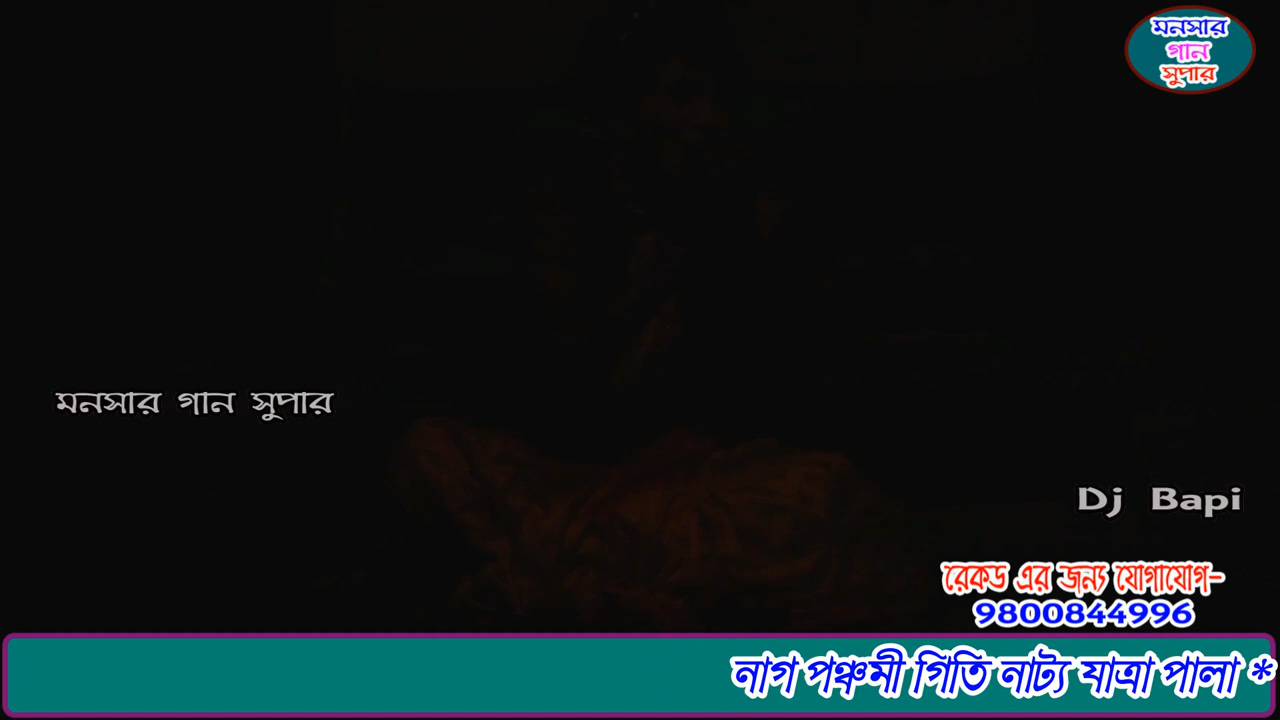 মনসার
গান
সুপার
মনসার গান সুপার
Dj Bapi
রেকড এর জন্য যোগাযোগ-
9800844996
নাগ পঞ্চমী গিতি নাট্য যাত্রা পালা *